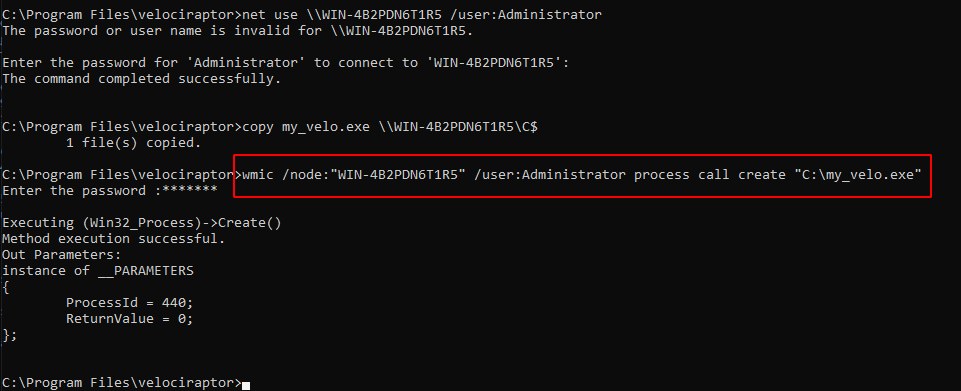 C:\Program Files\velociraptor>net use \\WIN-4B2PDN6T1R5 /user:Administrator
The password or user name is invalid for \\WIN-4B2PDN6T1R5.
Enter the password for 'Administrator' to connect to 'WIN-4B2PDN6T1R5':
The command completed successfully.
C:\Program Files\velociraptor>copy my_velo.exe \\WIN-4B2PDN6T1R5\C$
1 file(s) copied.
C:\Program Files\velociraptor>wmic /node:"WIN-4B2PDN6T1R5" /user:Administrator process call create "C:\my_velo.exe"
Enter the password :*******
Executing (Win32_Process)->Create()
Method execution successful.
Out Parameters:
instance of __PARAMETERS
{
ProcessId = 440;
ReturnValue = 0;
};
C:\Program Files\velociraptor>